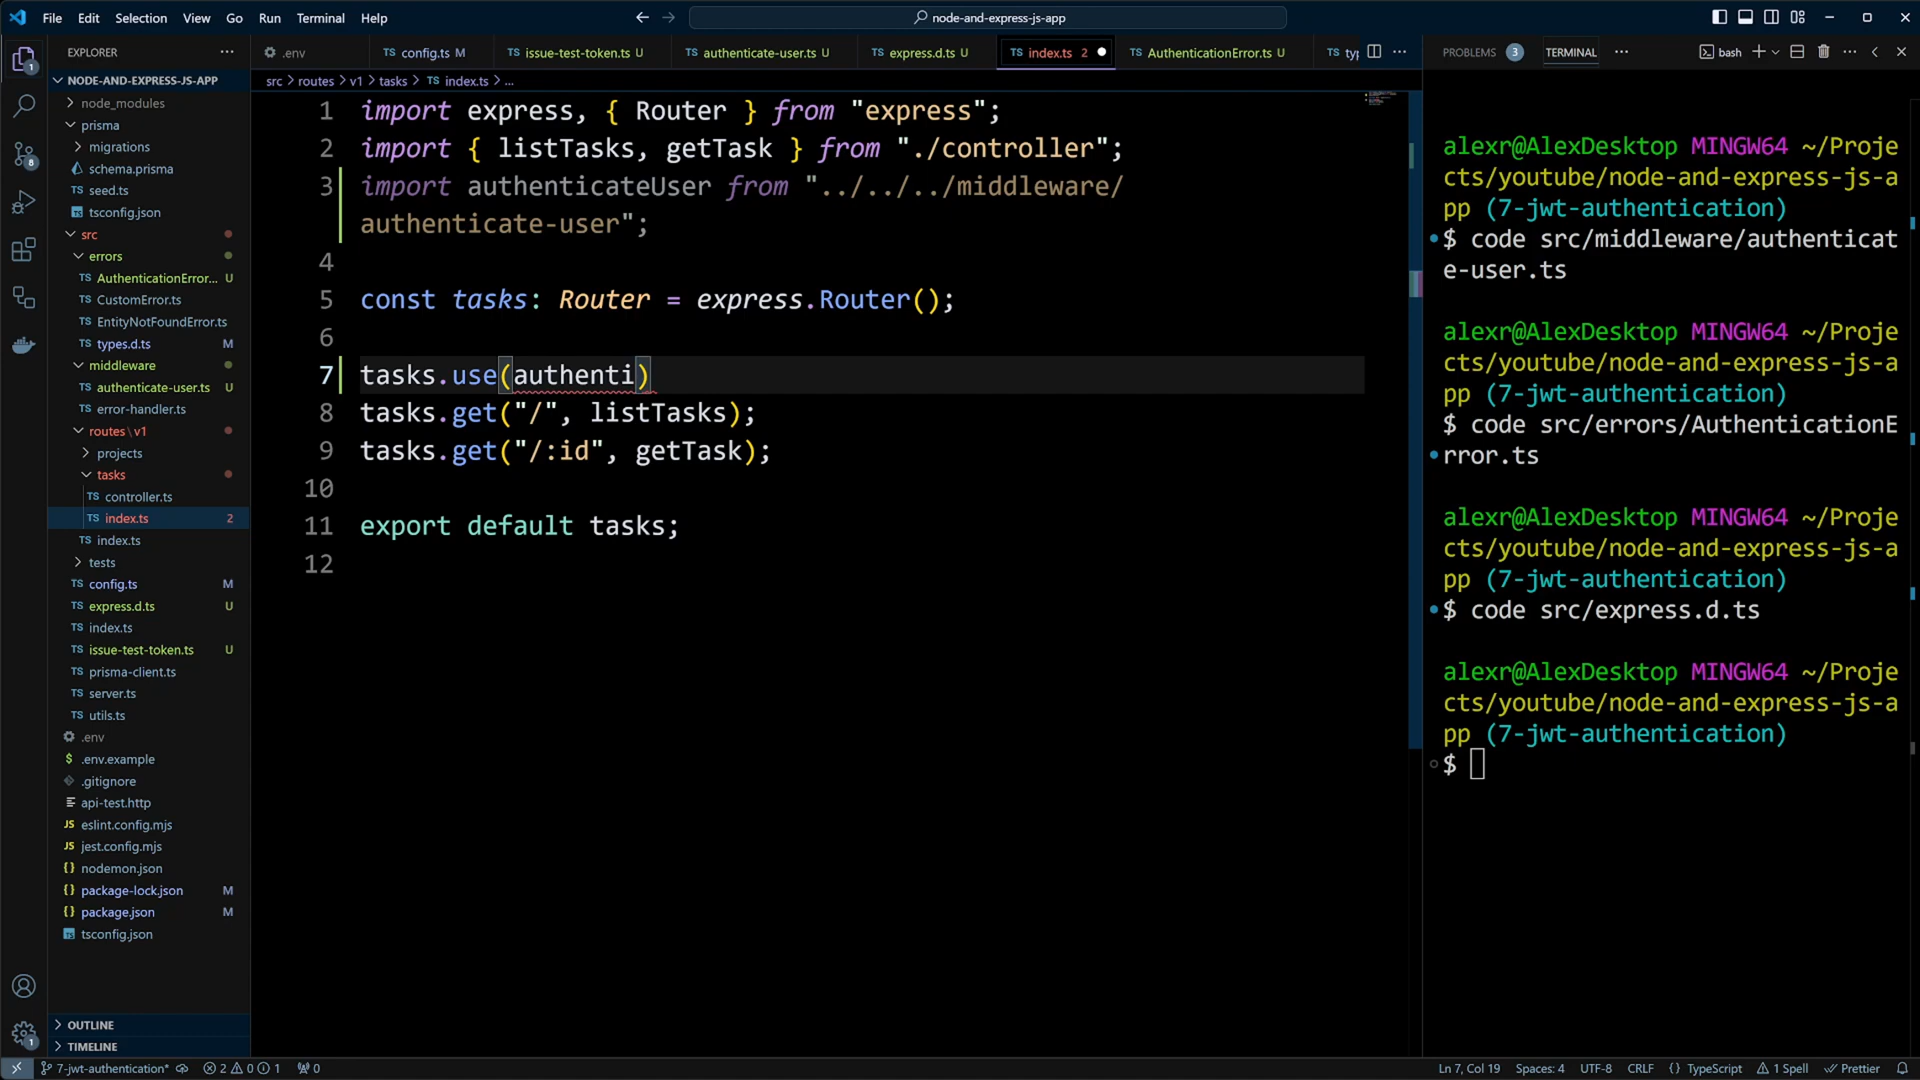 File Edit Selection View Go Run Terminal Help
node-and-express-js-app
EXPLORER
NODE-AND-EXPRESS-JS-APP
node_modules
prisma
migrations
schema.prisma
seed.ts
tsconfig.json
src
errors
AuthenticationError... U
CustomError.ts
EntityNotFoundError.ts
types.d.ts M
middleware
authenticate-user.ts U
error-handler.ts
routes\v1
projects
tasks
controller.ts
index.ts 2
index.ts
tests
config.ts M
express.d.ts U
index.ts
issue-test-token.ts U
prisma-client.ts
server.ts
utils.ts
.env
.env.example
.gitignore
api-test.http
eslint.config.mjs
jest.config.mjs
nodemon.json
package-lock.json M
package.json M
tsconfig.json
OUTLINE
TIMELINE
.env config.ts M issue-test-token.ts U authenticate-user.ts U express.d.ts U index.ts 2 AuthenticationError.ts U
src > routes > v1 > tasks > index.ts > ...
1 import express, { Router } from "express";
2 import { listTasks, getTask } from "./controller";
3 import authenticateUser from "../../../middleware/
authenticate-user";
4
5 const tasks: Router = express.Router();
6
7 tasks.use(authenti)
8 tasks.get("/", listTasks);
9 tasks.get("/:id", getTask);
10
11 export default tasks;
12
PROBLEMS 3 TERMINAL
bash
alexr@AlexDesktop MINGW64 ~/Proje
cts/youtube/node-and-express-js-a
pp (7-jwt-authentication)
$ code src/middleware/authenticat
e-user.ts
alexr@AlexDesktop MINGW64 ~/Proje
cts/youtube/node-and-express-js-a
pp (7-jwt-authentication)
$ code src/errors/AuthenticationE
rror.ts
alexr@AlexDesktop MINGW64 ~/Proje
cts/youtube/node-and-express-js-a
pp (7-jwt-authentication)
$ code src/express.d.ts
alexr@AlexDesktop MINGW64 ~/Proje
cts/youtube/node-and-express-js-a
pp (7-jwt-authentication)
$
7-jwt-authentication* 2 0 1 0 Ln 7, Col 19 Spaces: 4 UTF-8 CRLF {} TypeScript 1 Spell Prettier